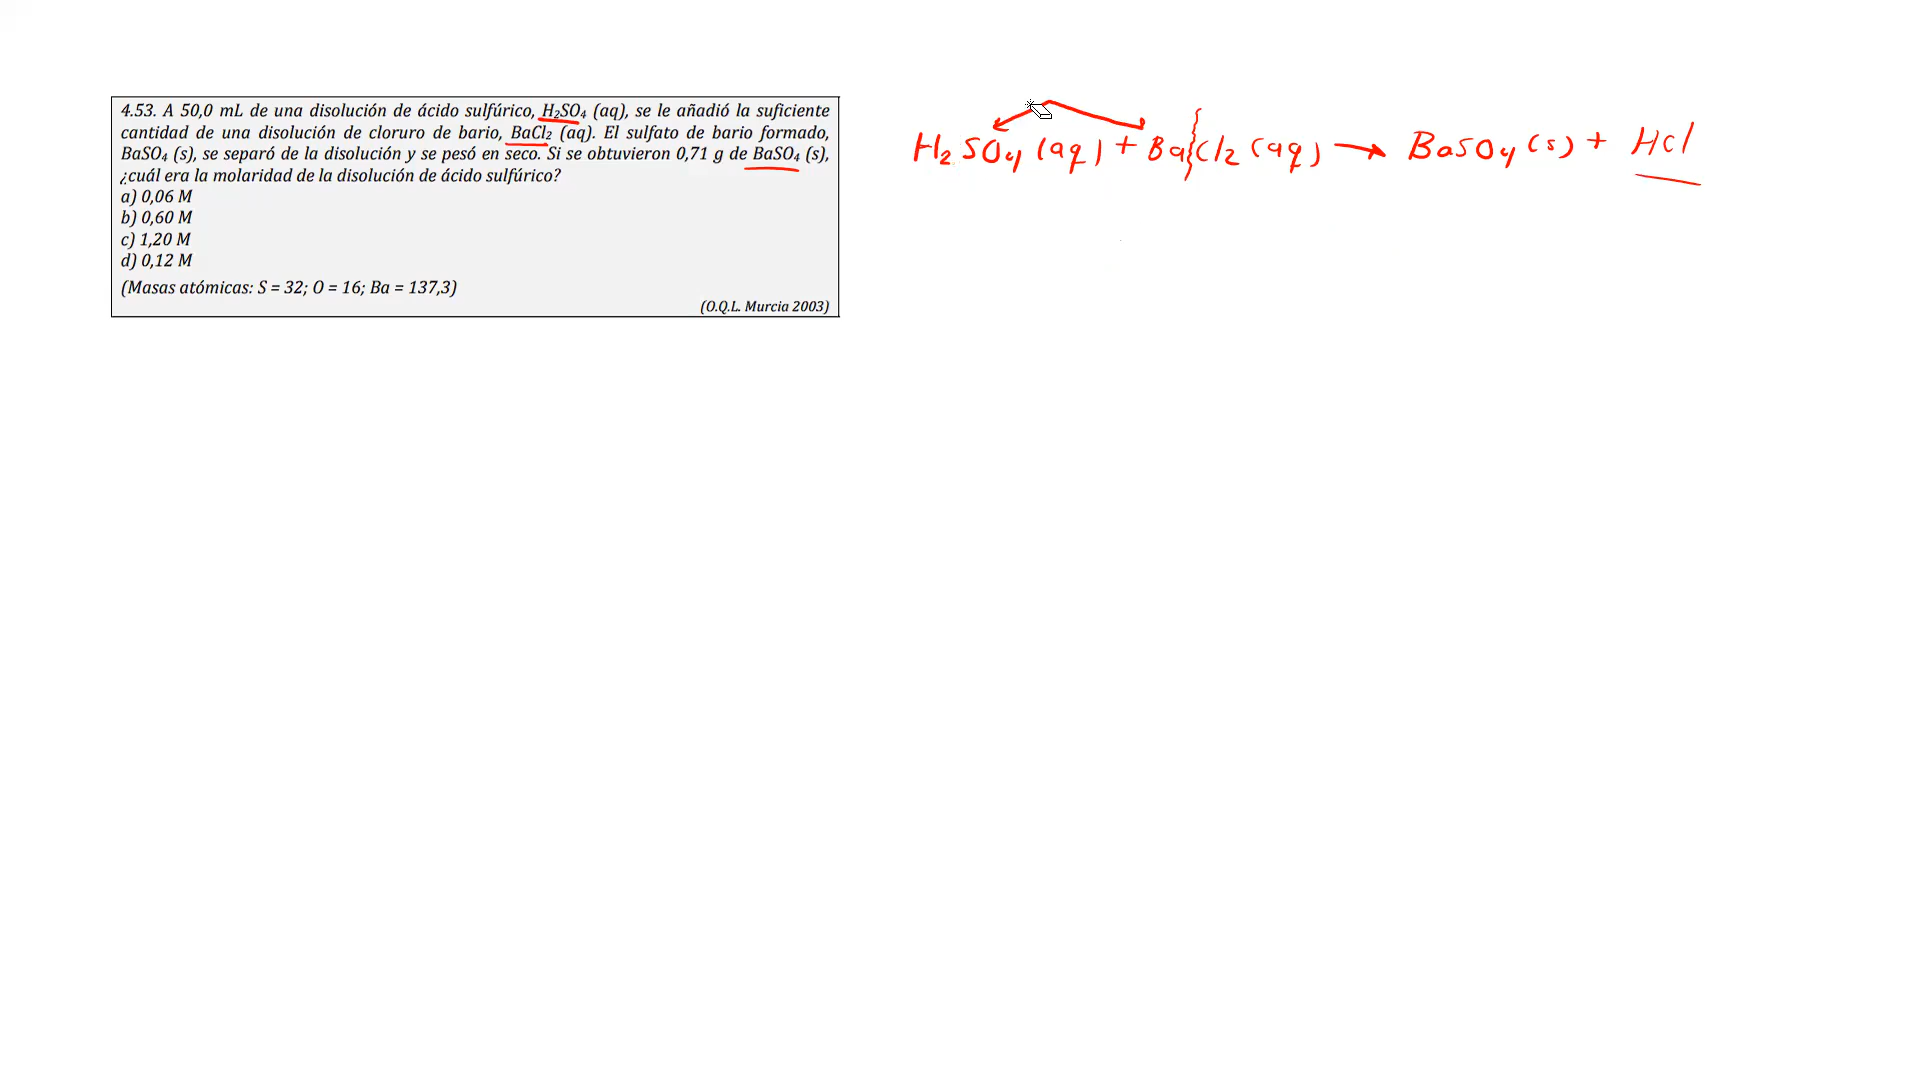 4.53. A 50,0 mL de una disolución de ácido sulfúrico, H₂SO₄ (aq), se le añadió la suficiente
cantidad de una disolución de cloruro de bario, BaCl₂ (aq). El sulfato de bario formado,
BaSO₄ (s), se separó de la disolución y se pesó en seco. Si se obtuvieron 0,71 g de BaSO₄ (s),
¿cuál era la molaridad de la disolución de ácido sulfúrico?
a) 0,06 M
b) 0,60 M
c) 1,20 M
d) 0,12 M
(Masas atómicas: S = 32; O = 16; Ba = 137,3)
(O.Q.L. Murcia 2003)
H₂SO₄ (aq) + BaCl₂ (aq) → BaSO₄ (s) + HCl